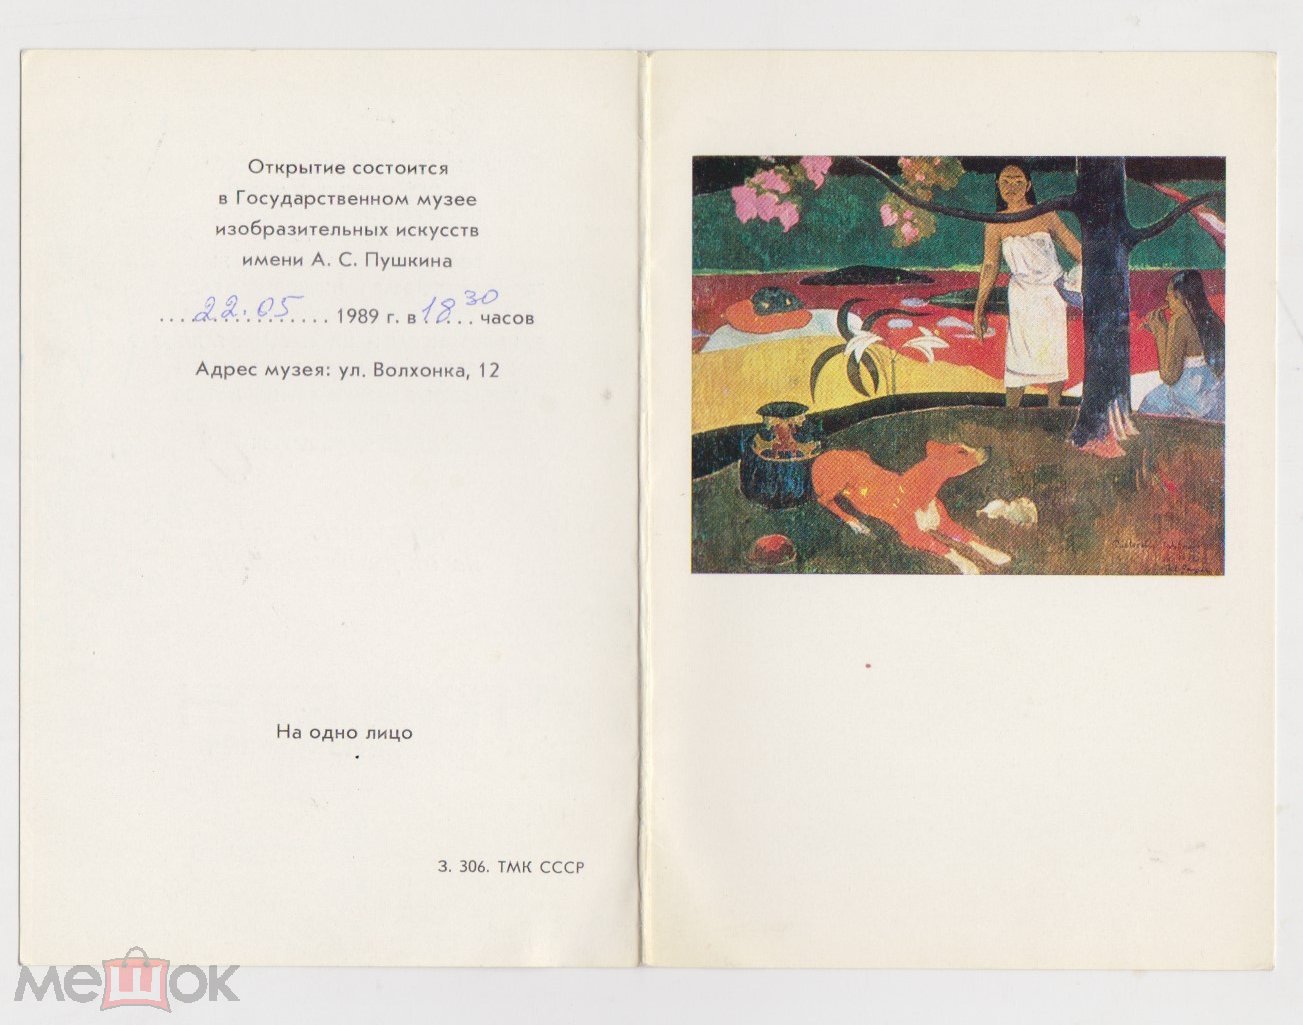 Открытие состоится
в Государственном музее
изобразительных искусств
имени А. С. Пушкина
22.05 1989 г. в 18 30 часов
Адрес музея: ул. Волхонка, 12
На одно лицо
З. 306. ТМК СССР
мешок